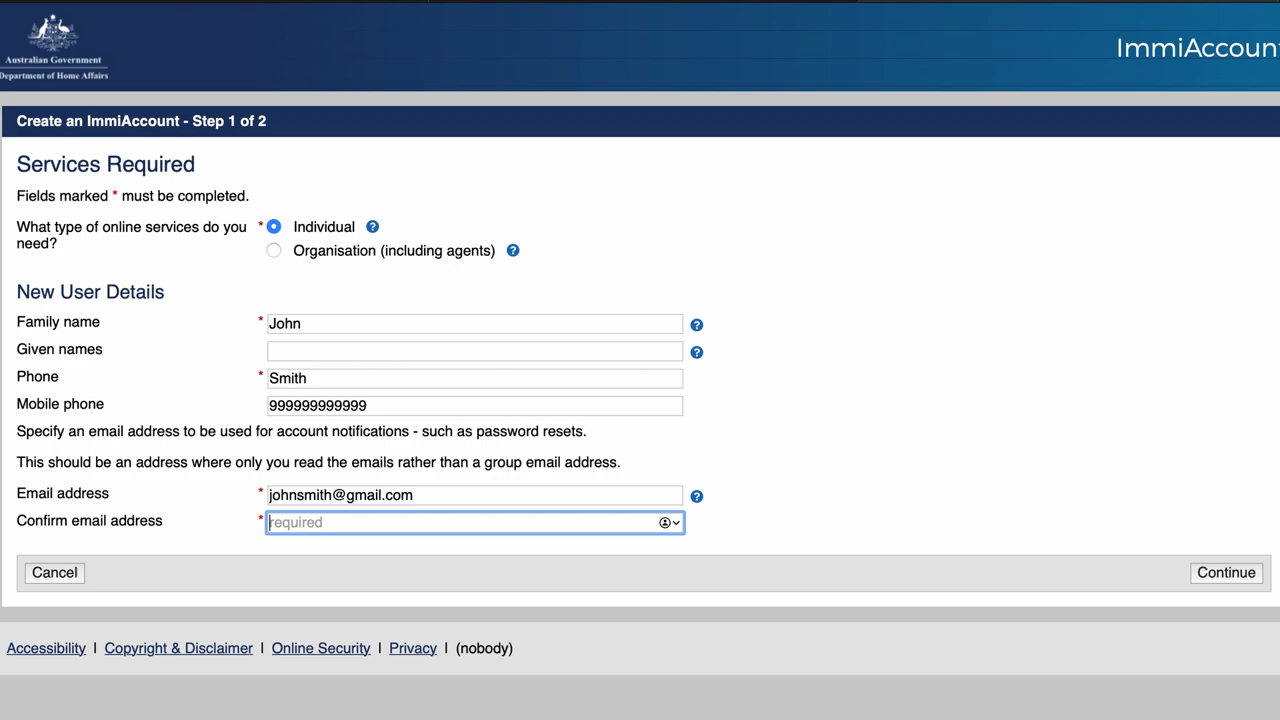 Australian Government
Department of Home Affairs
ImmiAccoun
Create an ImmiAccount - Step 1 of 2
Services Required
Fields marked * must be completed.
What type of online services do you need?
* Individual ?
Organisation (including agents) ?
New User Details
Family name * John ?
Given names ?
Phone * Smith
Mobile phone 999999999999
Specify an email address to be used for account notifications - such as password resets.
This should be an address where only you read the emails rather than a group email address.
Email address * johnsmith@gmail.com ?
Confirm email address * required
Cancel Continue
Accessibility | Copyright & Disclaimer | Online Security | Privacy | (nobody)